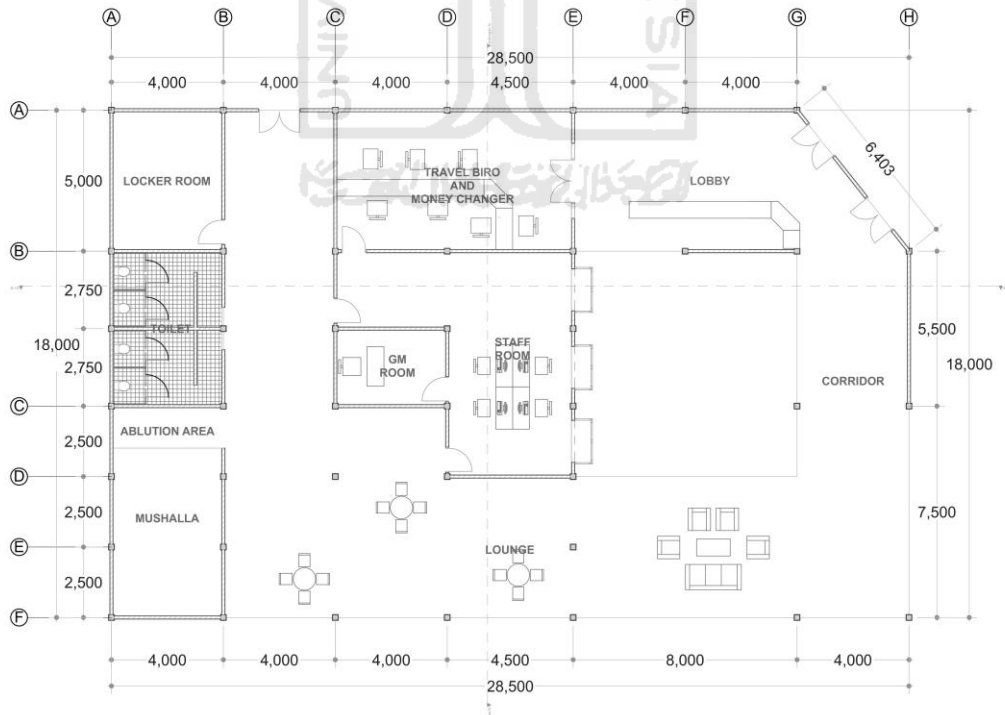 A B C D E F G H
28,500
4,000 4,000 4,000 4,500 4,000 4,000
A
6,403
5,000
LOCKER ROOM
TRAVEL BIRO
AND
MONEY CHANGER
LOBBY
B
2,750
TOILET
18,000
2,750
GM
ROOM
STAFF
ROOM
5,500
18,000
CORRIDOR
C
ABLUTION AREA
2,500
D
2,500
MUSHALLA
7,500
E
LOUNGE
2,500
F
4,000 4,000 4,000 4,500 8,000 4,000
28,500